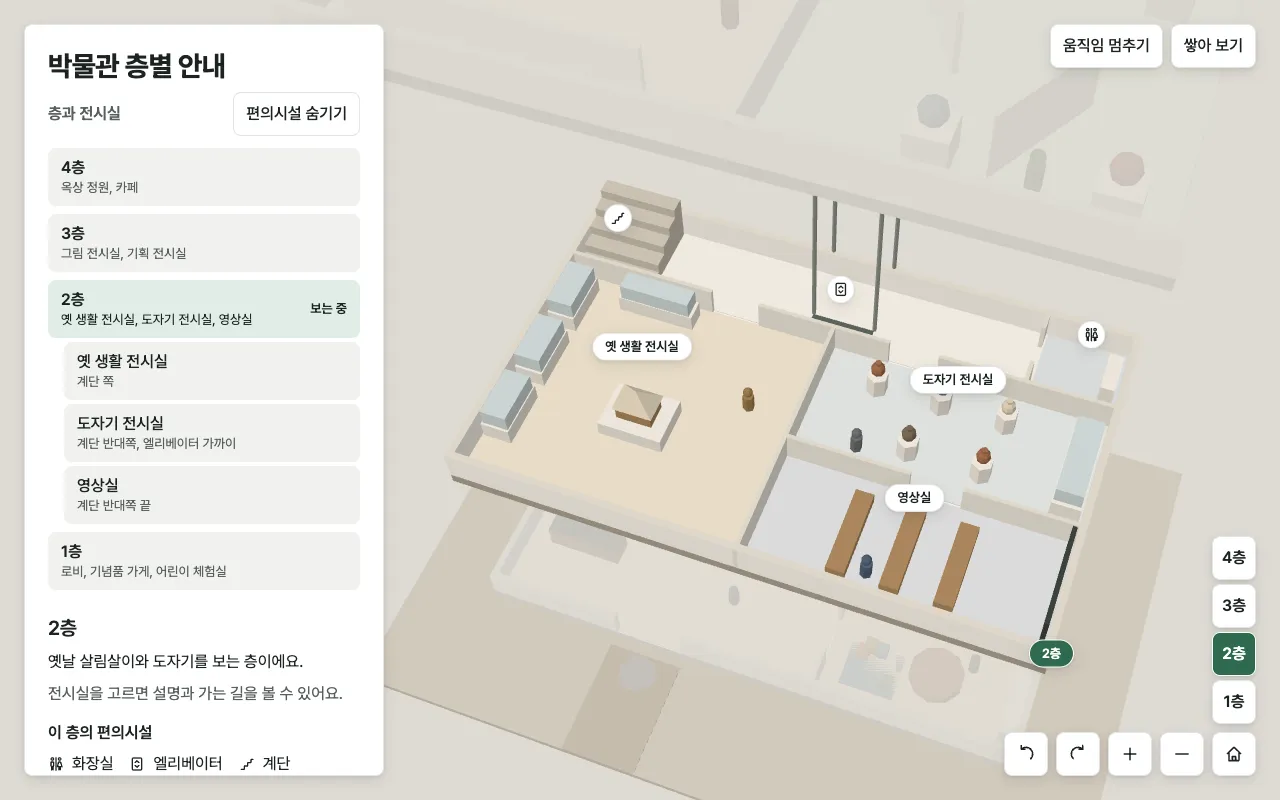 박물관 층별 안내
층과 전시실
편의시설 숨기기
4층
옥상 정원, 카페
3층
그림 전시실, 기획 전시실
2층
옛 생활 전시실, 도자기 전시실, 영상실
보는 중
옛 생활 전시실
계단 쪽
도자기 전시실
계단 반대쪽, 엘리베이터 가까이
영상실
계단 반대쪽 끝
1층
로비, 기념품 가게, 어린이 체험실
2층
옛날 살림살이와 도자기를 보는 층이에요.
전시실을 고르면 설명과 가는 길을 볼 수 있어요.
이 층의 편의시설
화장실 엘리베이터 계단
움직임 멈추기
쌓아 보기
옛 생활 전시실
도자기 전시실
영상실
2층
4층
3층
2층
1층